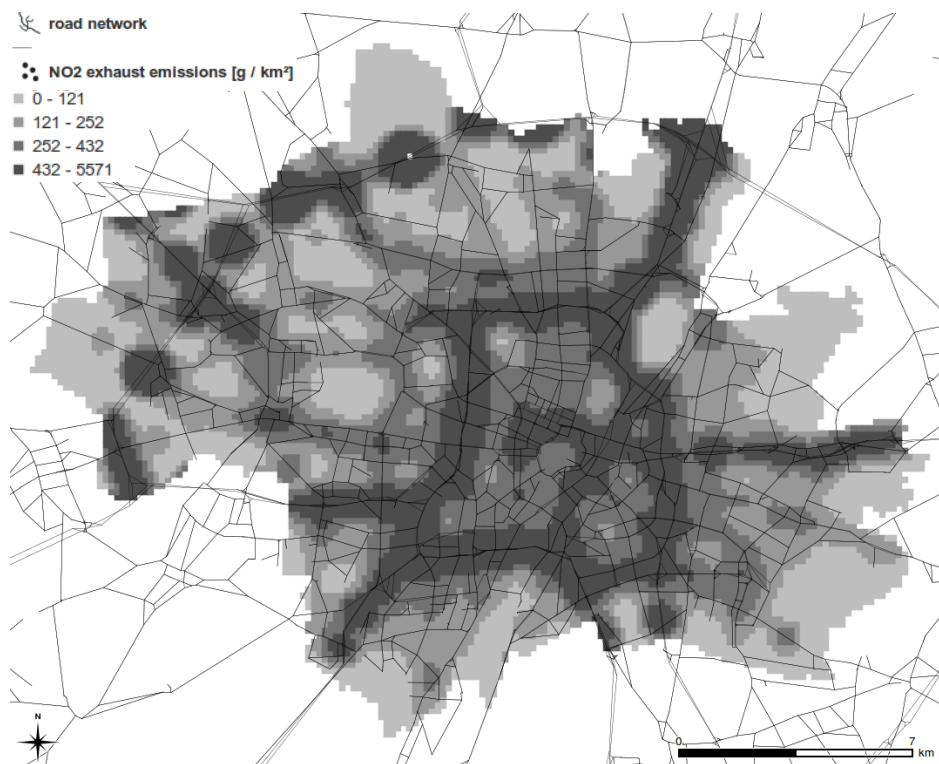 road network
NO2 exhaust emissions [g / km²]
0 - 121
121 - 252
252 - 432
432 - 5571
N
0 7
km